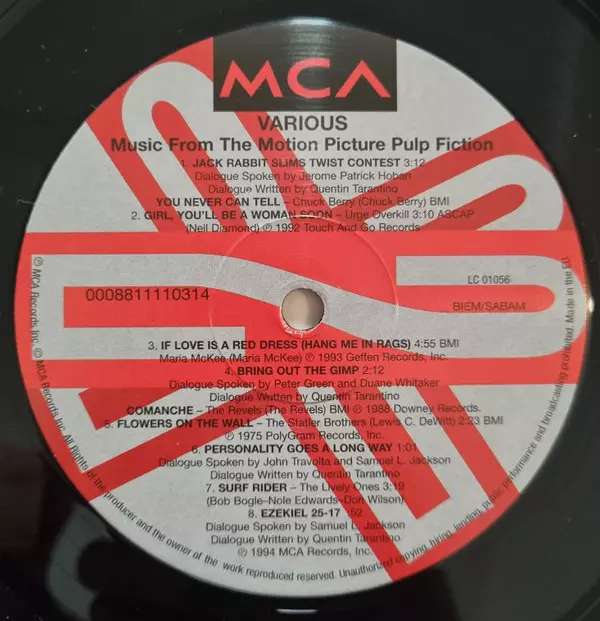 MCA
VARIOUS
Music From The Motion Picture Pulp Fiction
1. JACK RABBIT SLIMS TWIST CONTEST 3:12
Dialogue Spoken by Jerome Patrick Hoban
Dialogue Written by Quentin Tarantino
YOU NEVER CAN TELL – Chuck Berry (Chuck Berry) BMI
2. GIRL, YOU'LL BE A WOMAN SOON – Urge Overkill 3:10 ASCAP
(Neil Diamond) ℗ 1992 Touch And Go Records
LC 01056
0008811110314
BIEM/SABAM
3. IF LOVE IS A RED DRESS (HANG ME IN RAGS) 4:55 BMI
Maria McKee (Maria McKee) ℗ 1993 Geffen Records, Inc.
4. BRING OUT THE GIMP 2:12
Dialogue Spoken by Peter Green and Duane Whitaker
Dialogue Written by Quentin Tarantino
COMANCHE – The Revels (The Revels) BMI ℗ 1988 Downey Records.
5. FLOWERS ON THE WALL – The Statler Brothers (Lewis C. DeWitt) 2:23 BMI
℗ 1975 PolyGram Records, Inc.
6. PERSONALITY GOES A LONG WAY 1:01
Dialogue Spoken by John Travolta and Samuel L. Jackson
Dialogue Written by Quentin Tarantino
7. SURF RIDER – The Lively Ones 3:19
(Bob Bogle–Nole Edwards–Don Wilson)
8. EZEKIEL 25-17 :52
Dialogue Spoken by Samuel L. Jackson
Dialogue Written by Quentin Tarantino
℗ 1994 MCA Records, Inc.
℗ MCA Records, Inc. © MCA Records, Inc. All Rights of the producer and the owner of the work reproduced reserved. Unauthorized copying, hiring, lending, public performance and broadcasting prohibited. Made in the EU